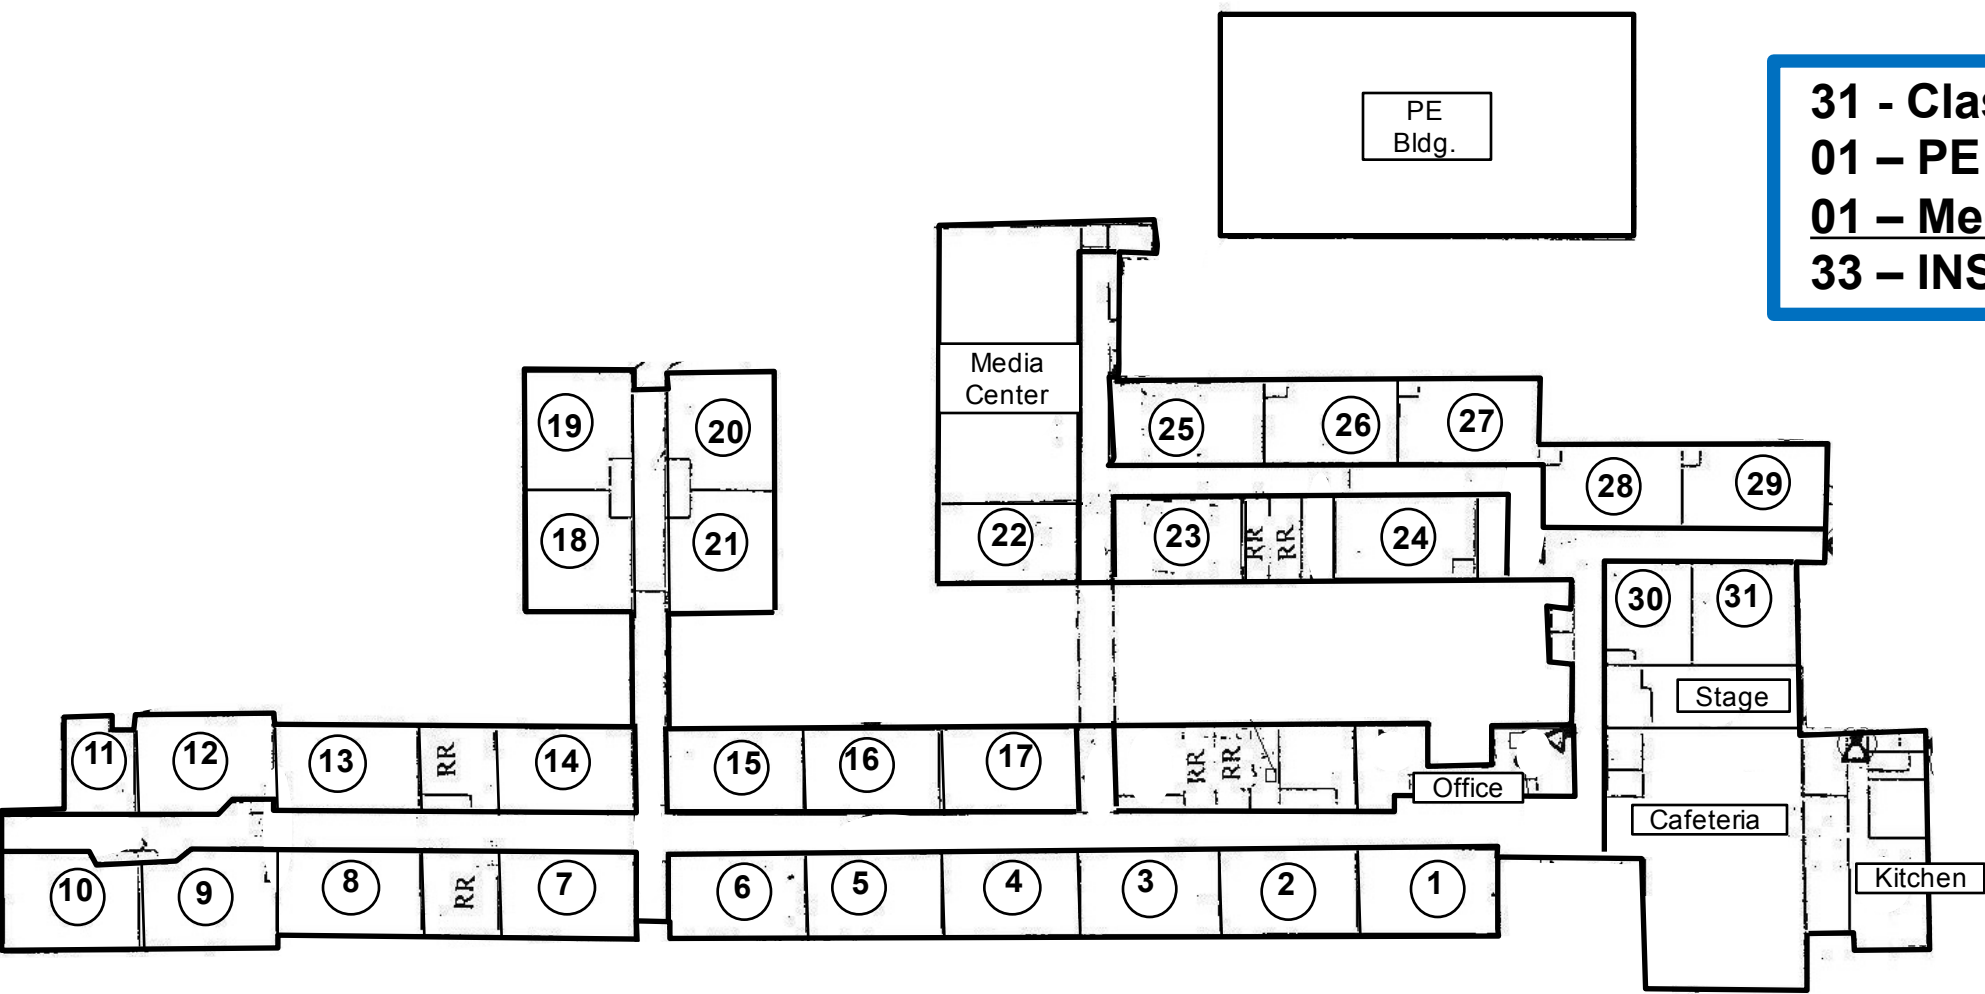 PE
Bldg.
31 - Clas
01 – PE
01 – Me
33 – INS
Media
Center
19
20
25
26
27
28
29
18
21
22
23
RR
RR
24
30
31
Stage
11
12
13
RR
14
15
16
17
RR
RR
Office
Cafeteria
10
9
8
RR
7
6
5
4
3
2
1
Kitchen